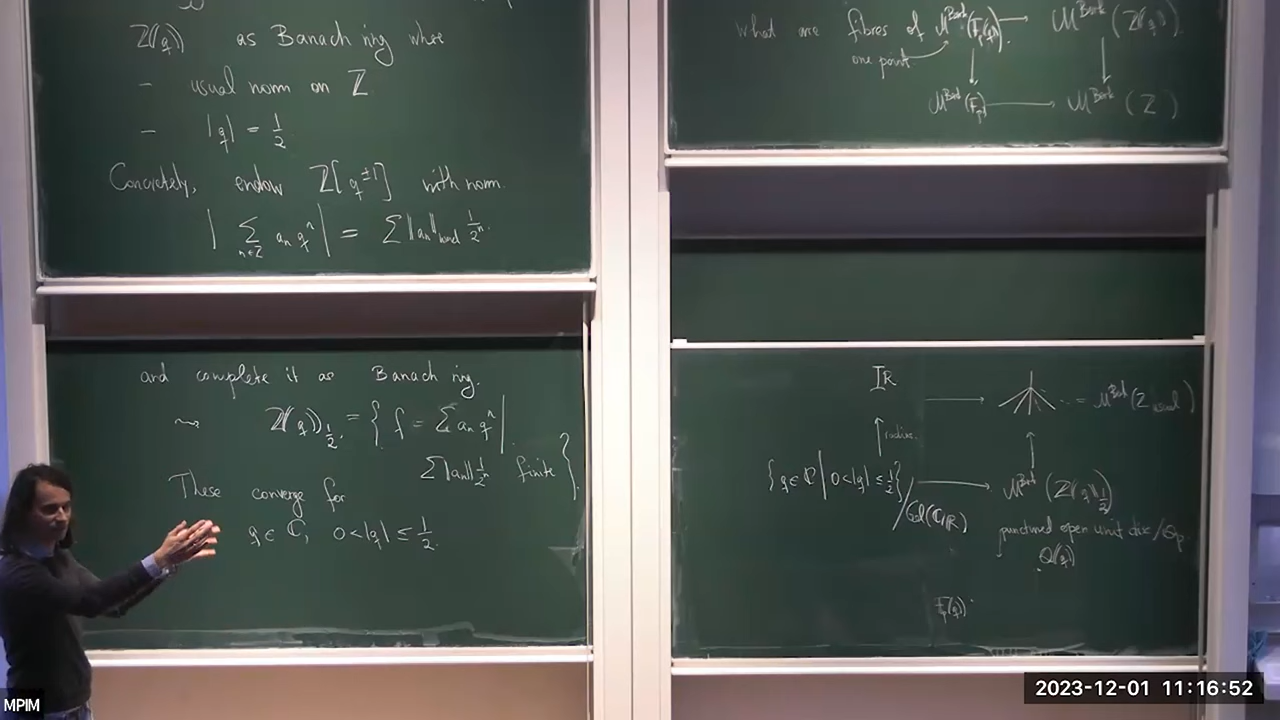 Z((q)) as Banach ring where
- usual norm on Z
- |q| = 1/2
Concretely, endow Z[q^{±1}] with norm
| Σ_{n∈Z} a_n q^n | = Σ ||a_n|| 1/2^n.
and complete it as Banach ring.
⇝ Z((q))_{1/2} = { f = Σ a_n q^n |
Σ ||a_n|| 1/2^n finite }.
These converge for
q ∈ C, 0<|q| ≤ 1/2.
What are fibres of M^{Berk}(F_p((q))) → M^{Berk}(Z((q))).
one point
M^{Berk}(F_p) → M^{Berk}(Z)
IR → ... = M^{Berk}(Z_{usual})
↑ radius. ↑
{q ∈ C | 0<|q| ≤ 1/2}/Gal(C/R) → M^{Berk}(Z((q))_{1/2})
punctured open unit disc/Q_p.
Q((q))
F_p((q)).
MPIM
2023-12-01 11:16:52